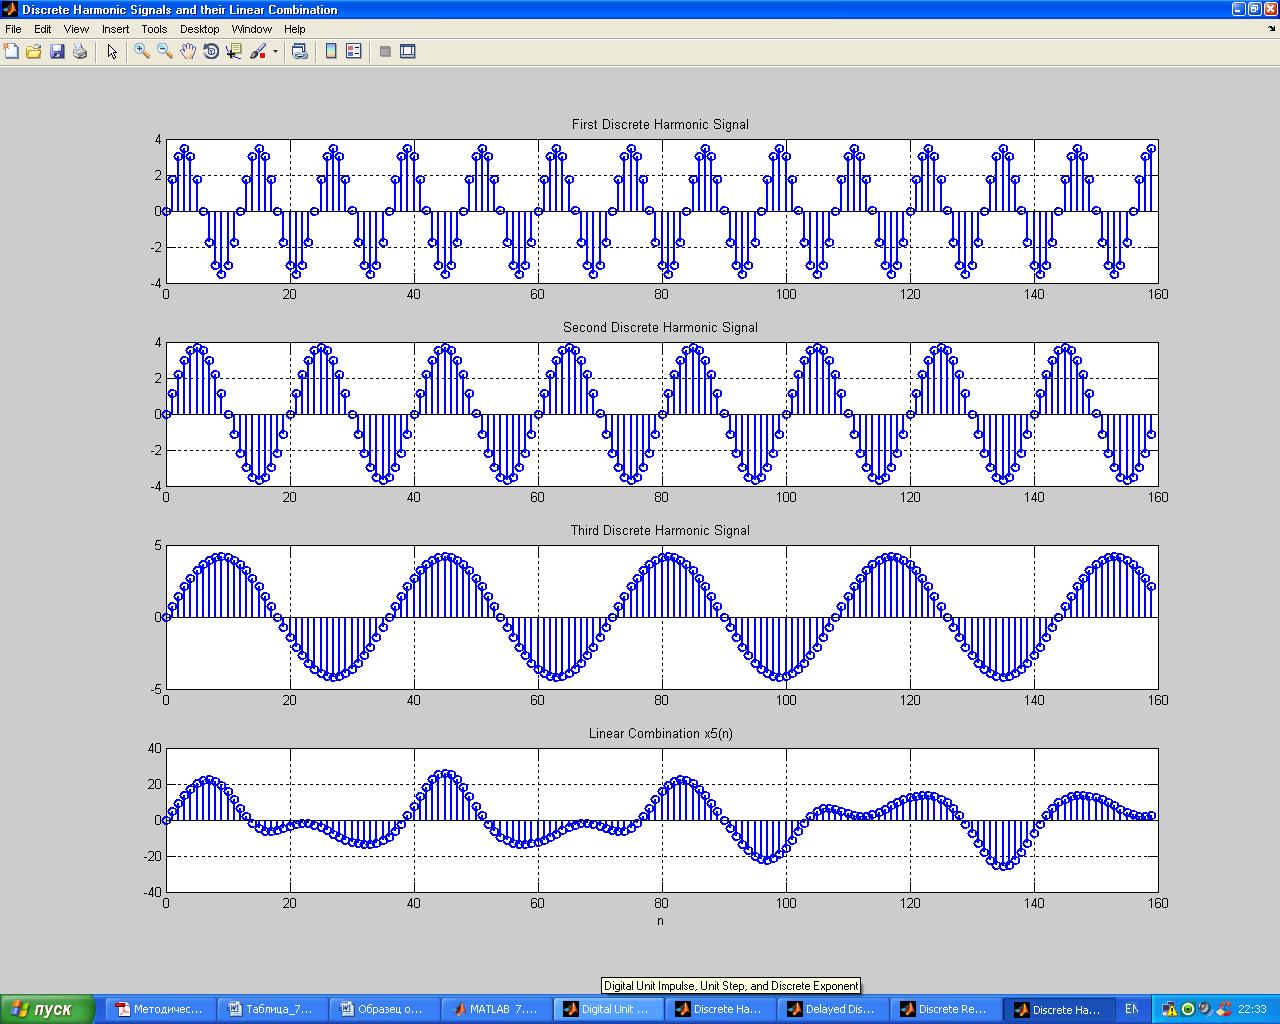 Discrete Harmonic Signals and their Linear Combination
File Edit View Insert Tools Desktop Window Help
First Discrete Harmonic Signal
4
2
0
-2
-4
0 20 40 60 80 100 120 140 160
Second Discrete Harmonic Signal
4
2
0
-2
-4
0 20 40 60 80 100 120 140 160
Third Discrete Harmonic Signal
5
0
-5
0 20 40 60 80 100 120 140 160
Linear Combination x5(n)
40
20
0
-20
-40
0 20 40 60 80 100 120 140 160
n
Digital Unit Impulse, Unit Step, and Discrete Exponent
пуск Методичес... Таблица_7... Образец о... MATLAB 7.... Digital Unit ... Discrete Ha... Delayed Dis... Discrete Re... Discrete Ha... EN 22:33